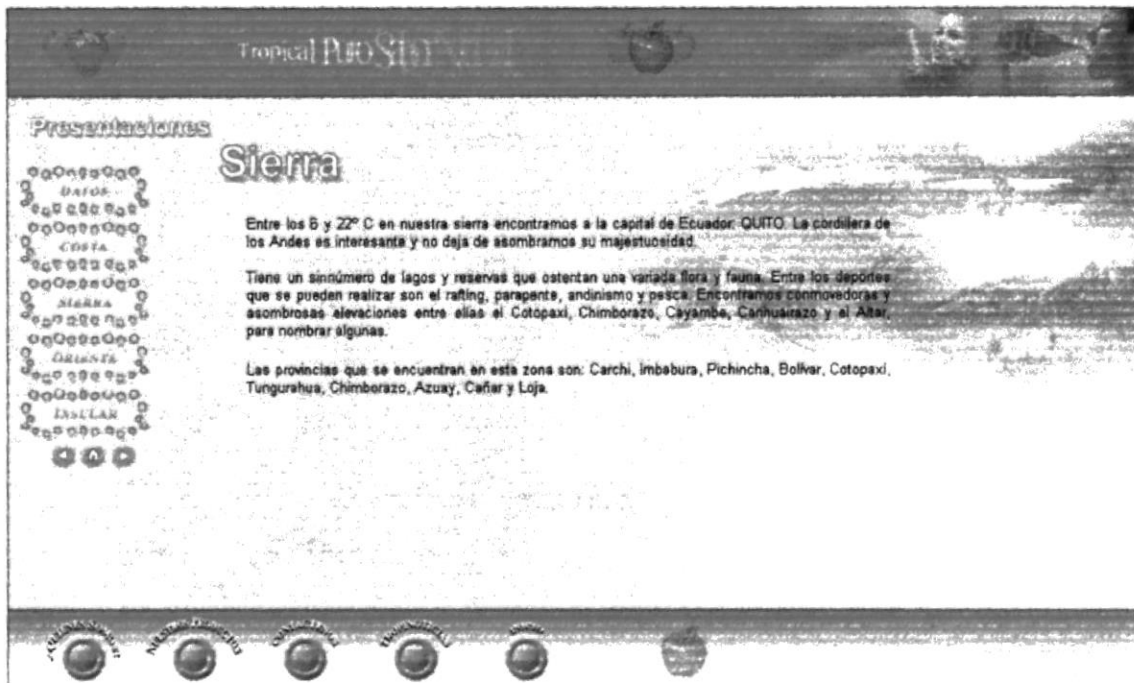 Tropical
Presentaciones
Sierra
DATOS
COSTA
SIERRA
ORIENTE
INSULAR
Entre los 6 y 22º C en nuestra sierra encontramos a la capital de Ecuador: QUITO. La cordillera de
los Andes es interesante y no deja de asombrarnos su majestuosidad.
Tiene un sinnúmero de lagos y reservas que ostentan una variada flora y fauna. Entre los deportes
que se pueden realizar son el rafting, parapente, andinismo y pesca. Encontramos conmovedoras y
asombrosas elevaciones entre ellas el Cotopaxi, Chimborazo, Cayambe, Carihuairazo y el Altar,
para nombrar algunas.
Las provincias que se encuentran en esta zona son: Carchi, Imbabura, Pichincha, Bolívar, Cotopaxi,
Tungurahua, Chimborazo, Azuay, Cañar y Loja.